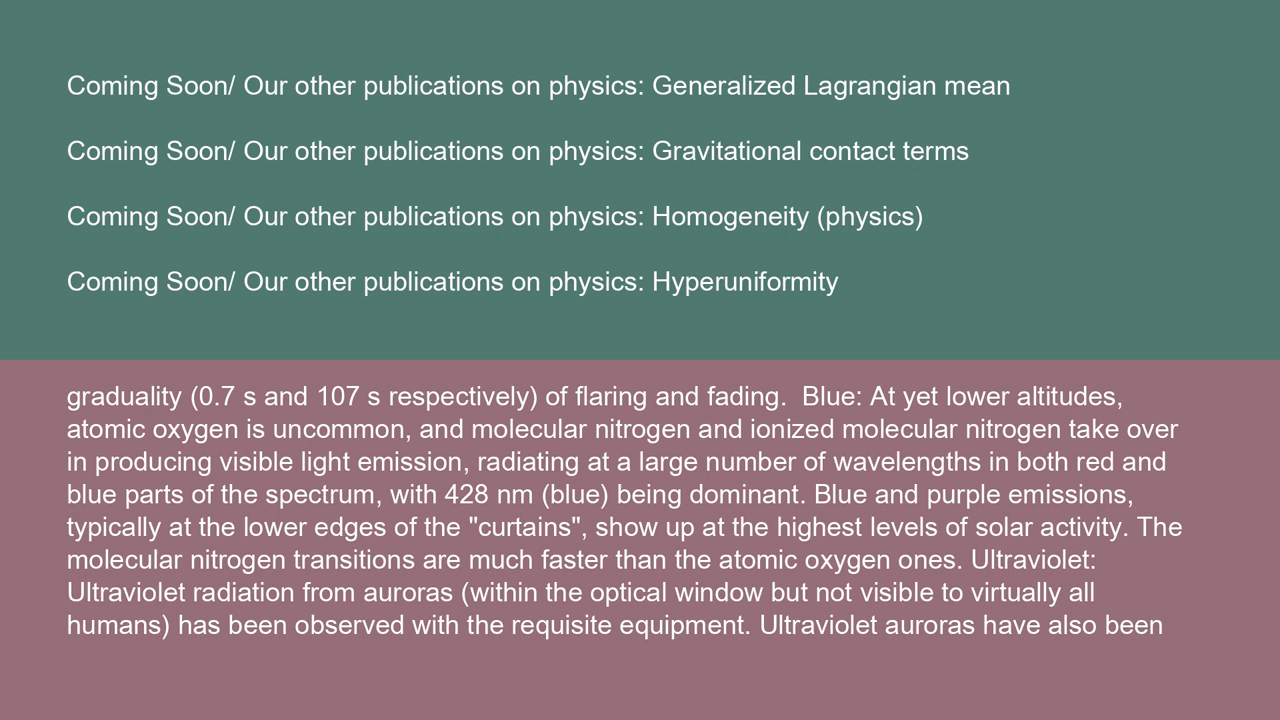 Coming Soon/ Our other publications on physics: Generalized Lagrangian mean
Coming Soon/ Our other publications on physics: Gravitational contact terms
Coming Soon/ Our other publications on physics: Homogeneity (physics)
Coming Soon/ Our other publications on physics: Hyperuniformity
graduality (0.7 s and 107 s respectively) of flaring and fading.  Blue: At yet lower altitudes,
atomic oxygen is uncommon, and molecular nitrogen and ionized molecular nitrogen take over
in producing visible light emission, radiating at a large number of wavelengths in both red and
blue parts of the spectrum, with 428 nm (blue) being dominant. Blue and purple emissions,
typically at the lower edges of the "curtains", show up at the highest levels of solar activity. The
molecular nitrogen transitions are much faster than the atomic oxygen ones. Ultraviolet:
Ultraviolet radiation from auroras (within the optical window but not visible to virtually all
humans) has been observed with the requisite equipment. Ultraviolet auroras have also been